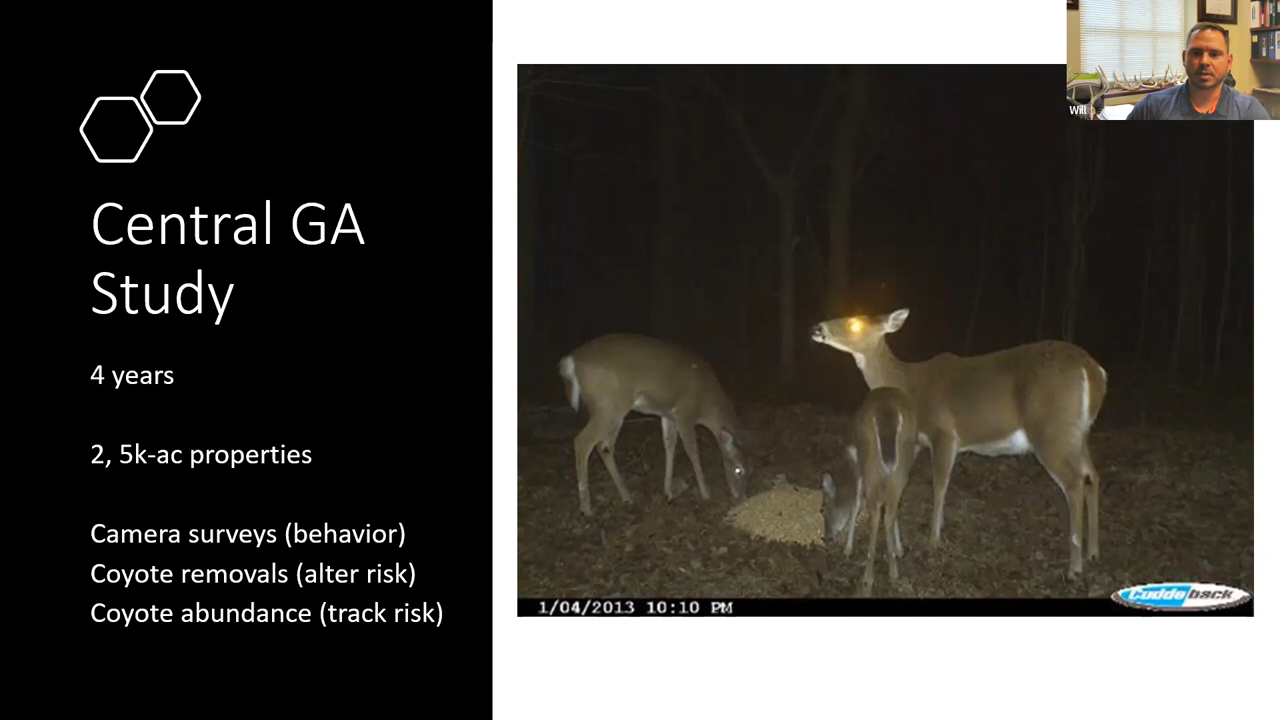 Central GA
Study
4 years
2, 5k-ac properties
Camera surveys (behavior)
Coyote removals (alter risk)
Coyote abundance (track risk)
Will
1/04/2013 10:10 PM
Cuddeback